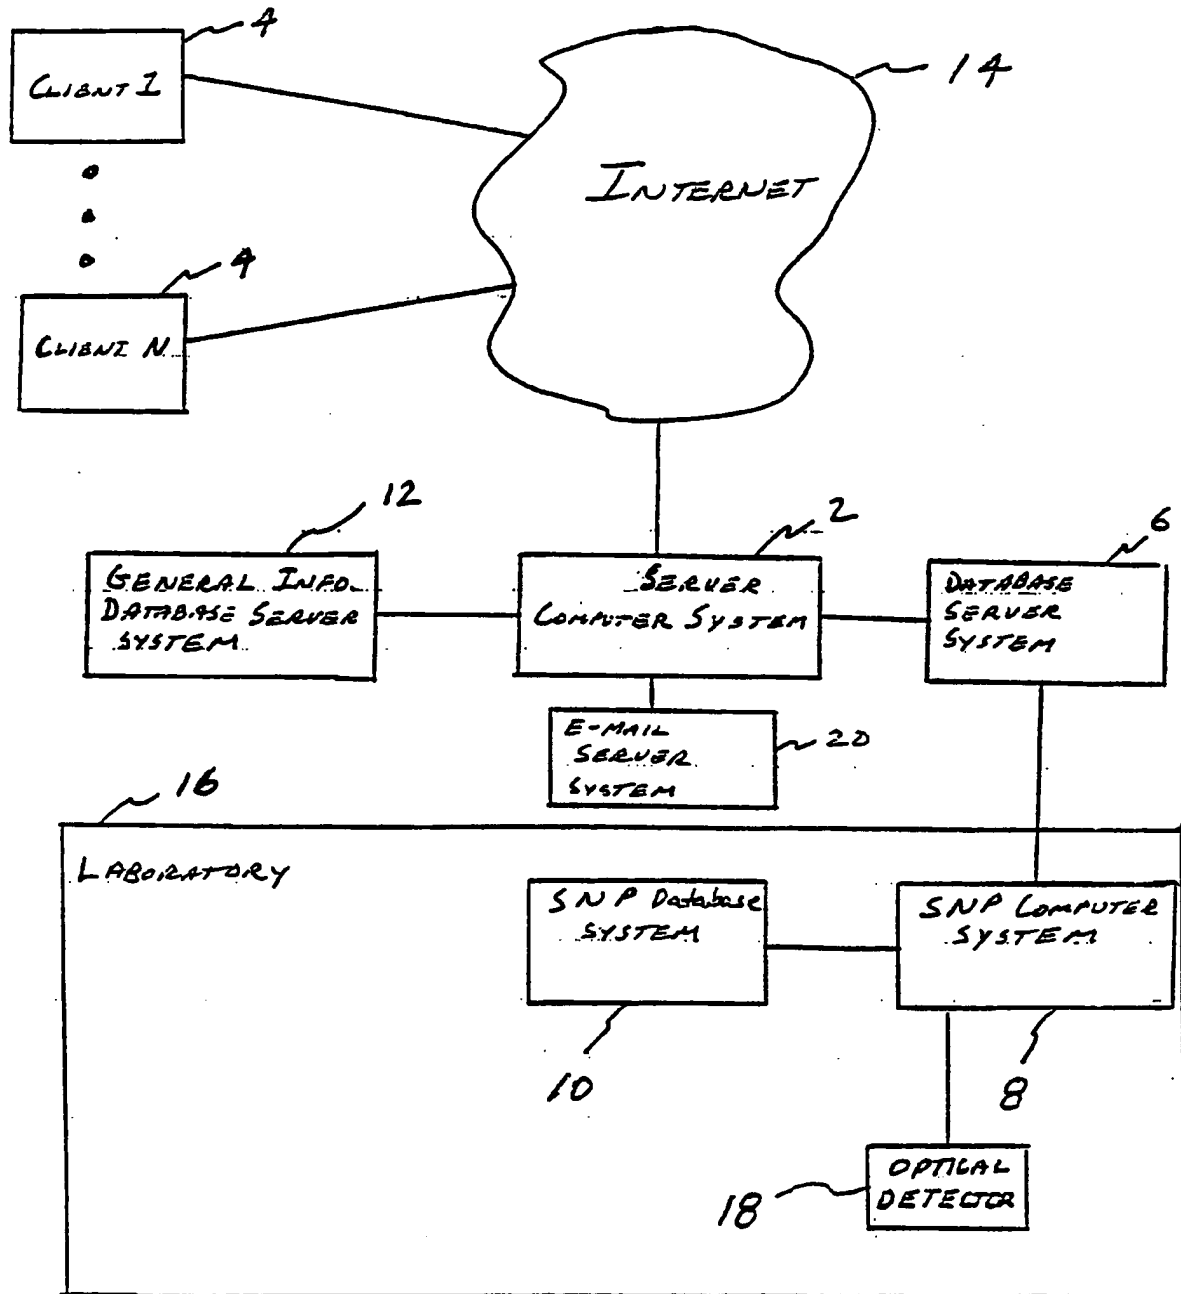 4
CLIENT 1
14
INTERNET
4
CLIENT N
12
2
6
GENERAL INFO.
DATABASE SERVER
SYSTEM
SERVER
COMPUTER SYSTEM
DATABASE
SERVER
SYSTEM
E-MAIL
SERVER
SYSTEM
20
16
LABORATORY
SNP Database
SYSTEM
SNP COMPUTER
SYSTEM
10
8
OPTICAL
DETECTOR
18